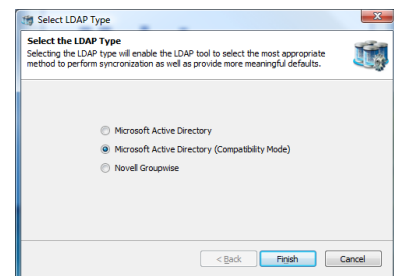 Select LDAP Type
Select the LDAP Type
Selecting the LDAP type will enable the LDAP tool to select the most appropriate
method to perform syncronization as well as provide more meaningful defaults.
Microsoft Active Directory
Microsoft Active Directory (Compatibility Mode)
Novell Groupwise
< Back
Finish
Cancel